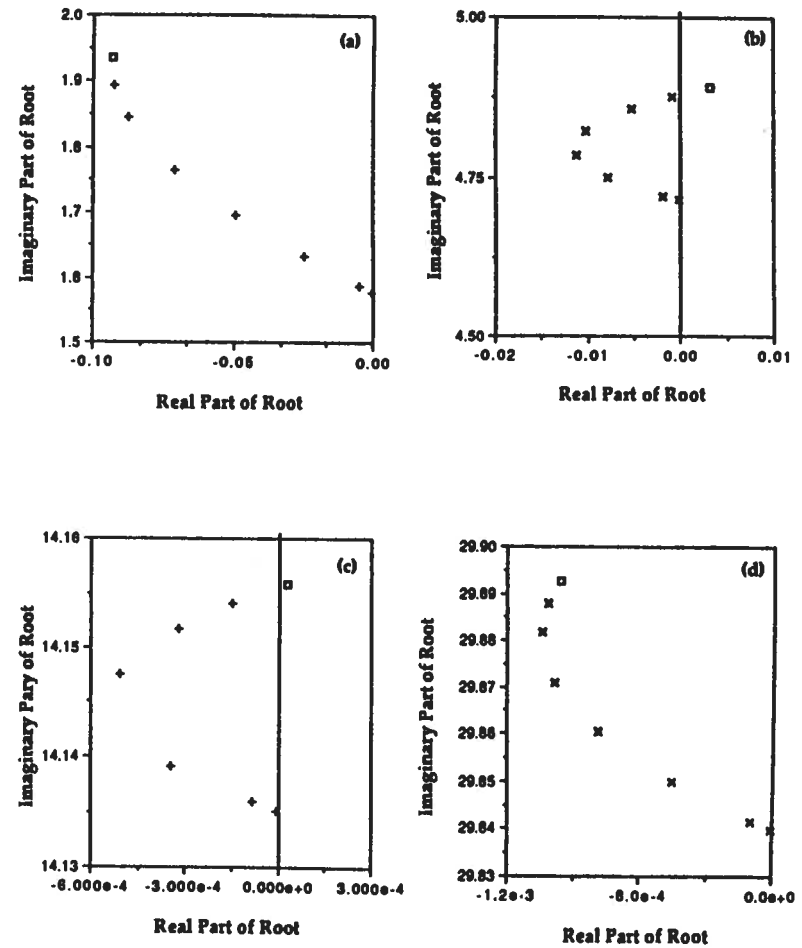 (a)
2.0
1.9
1.8
1.7
1.6
1.5
-0.10
-0.05
0.00
Imaginary Part of Root
Real Part of Root
(b)
5.00
4.75
4.50
-0.02
-0.01
0.00
0.01
Imaginary Part of Root
Real Part of Root
(c)
14.16
14.15
14.14
14.13
-6.000e-4
-3.000e-4
0.000e+0
3.000e-4
Imaginary Pary of Root
Real Part of Root
(d)
29.90
29.89
29.88
29.87
29.86
29.85
29.84
29.83
-1.2e-3
-6.0e-4
0.0e+0
Imaginary Part of Root
Real Part of Root